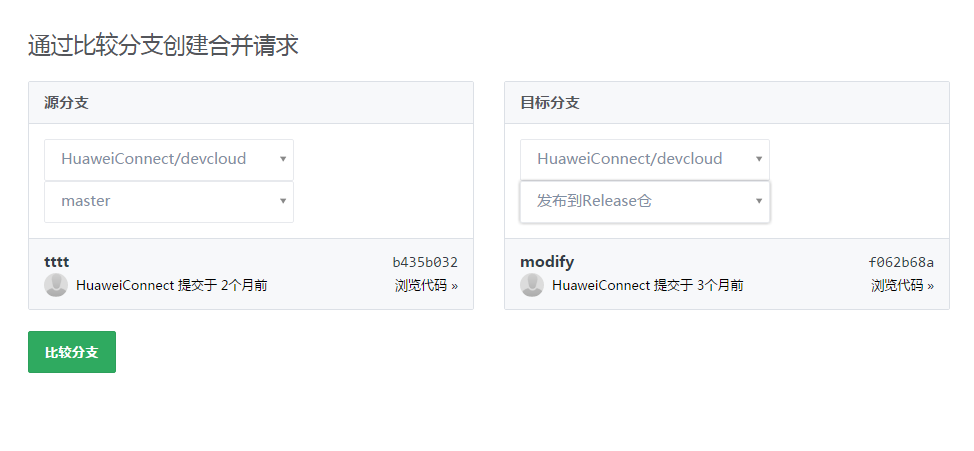 通过比较分支创建合并请求
源分支
HuaweiConnect/devcloud
master
tttt b435b032
HuaweiConnect 提交于 2个月前 浏览代码 »
目标分支
HuaweiConnect/devcloud
发布到Release仓
modify f062b68a
HuaweiConnect 提交于 3个月前 浏览代码 »
比较分支